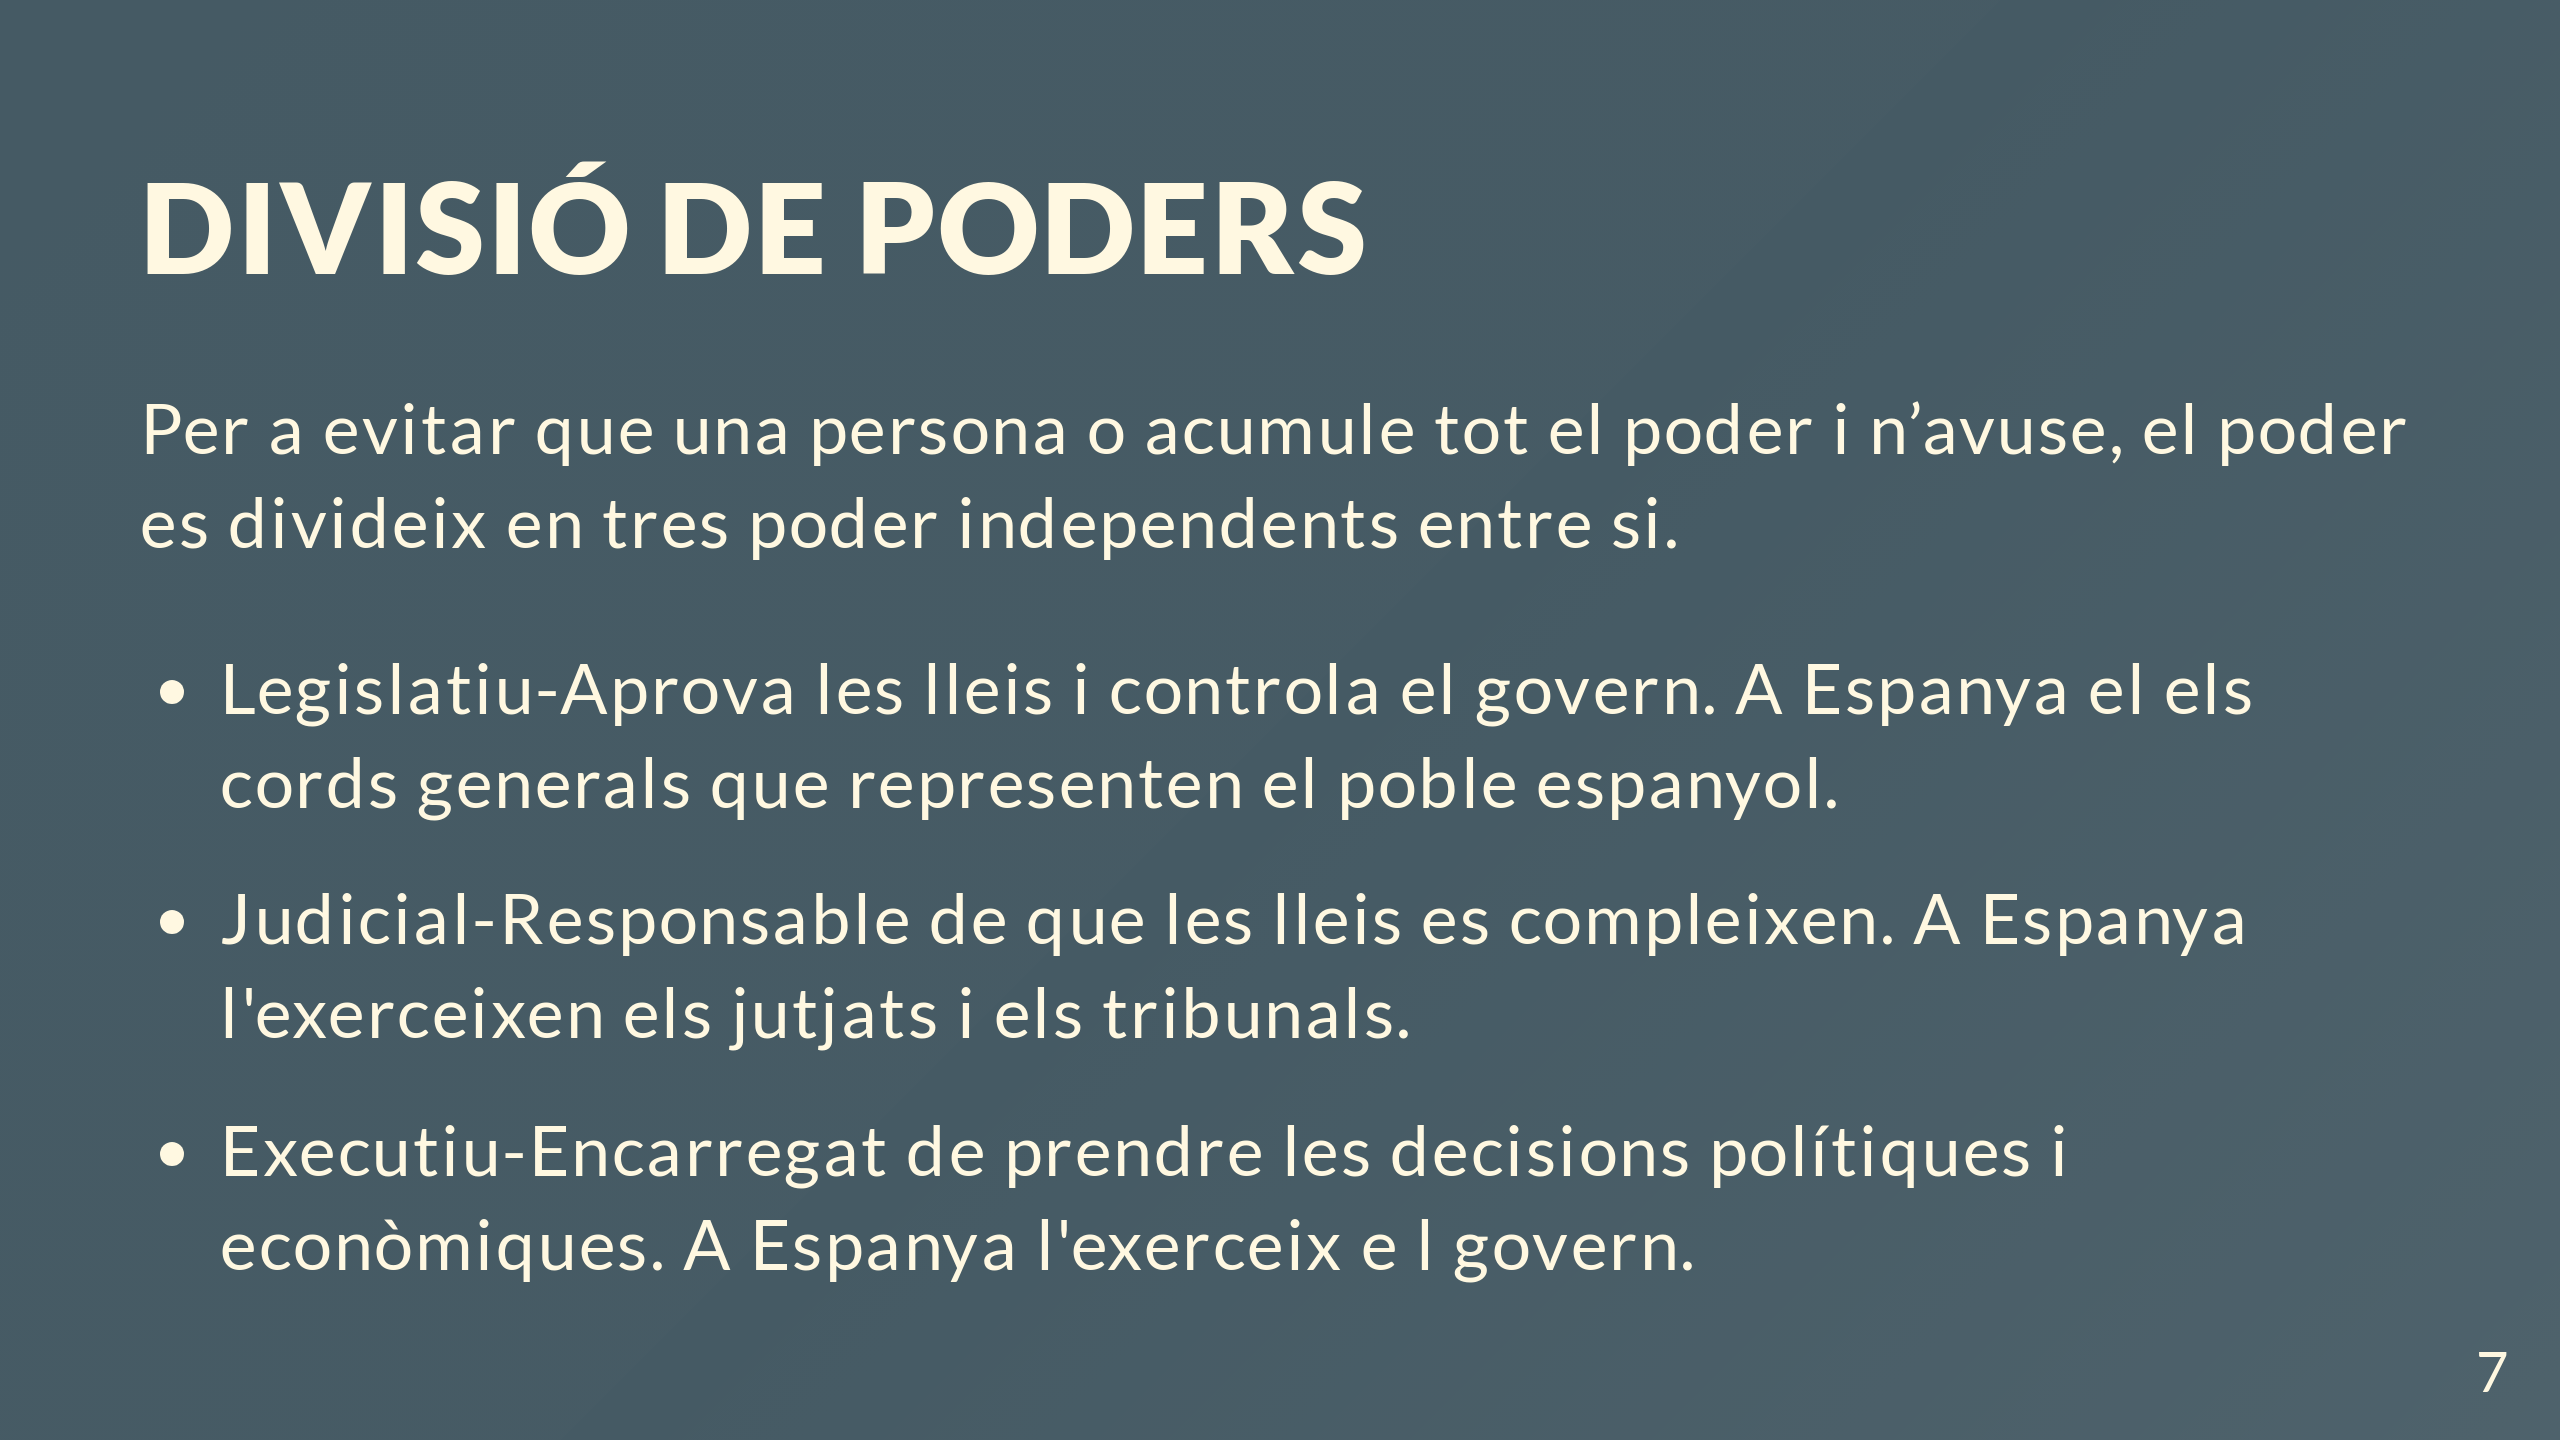 DIVISIÓ DE PODERS
Per a evitar que una persona o acumule tot el poder i n’avuse, el poder
es divideix en tres poder independents entre si.
• Legislatiu-Aprova les lleis i controla el govern. A Espanya el els
cords generals que representen el poble espanyol.
• Judicial-Responsable de que les lleis es compleixen. A Espanya
l'exerceixen els jutjats i els tribunals.
• Executiu-Encarregat de prendre les decisions polítiques i
econòmiques. A Espanya l'exerceix e l govern.
7